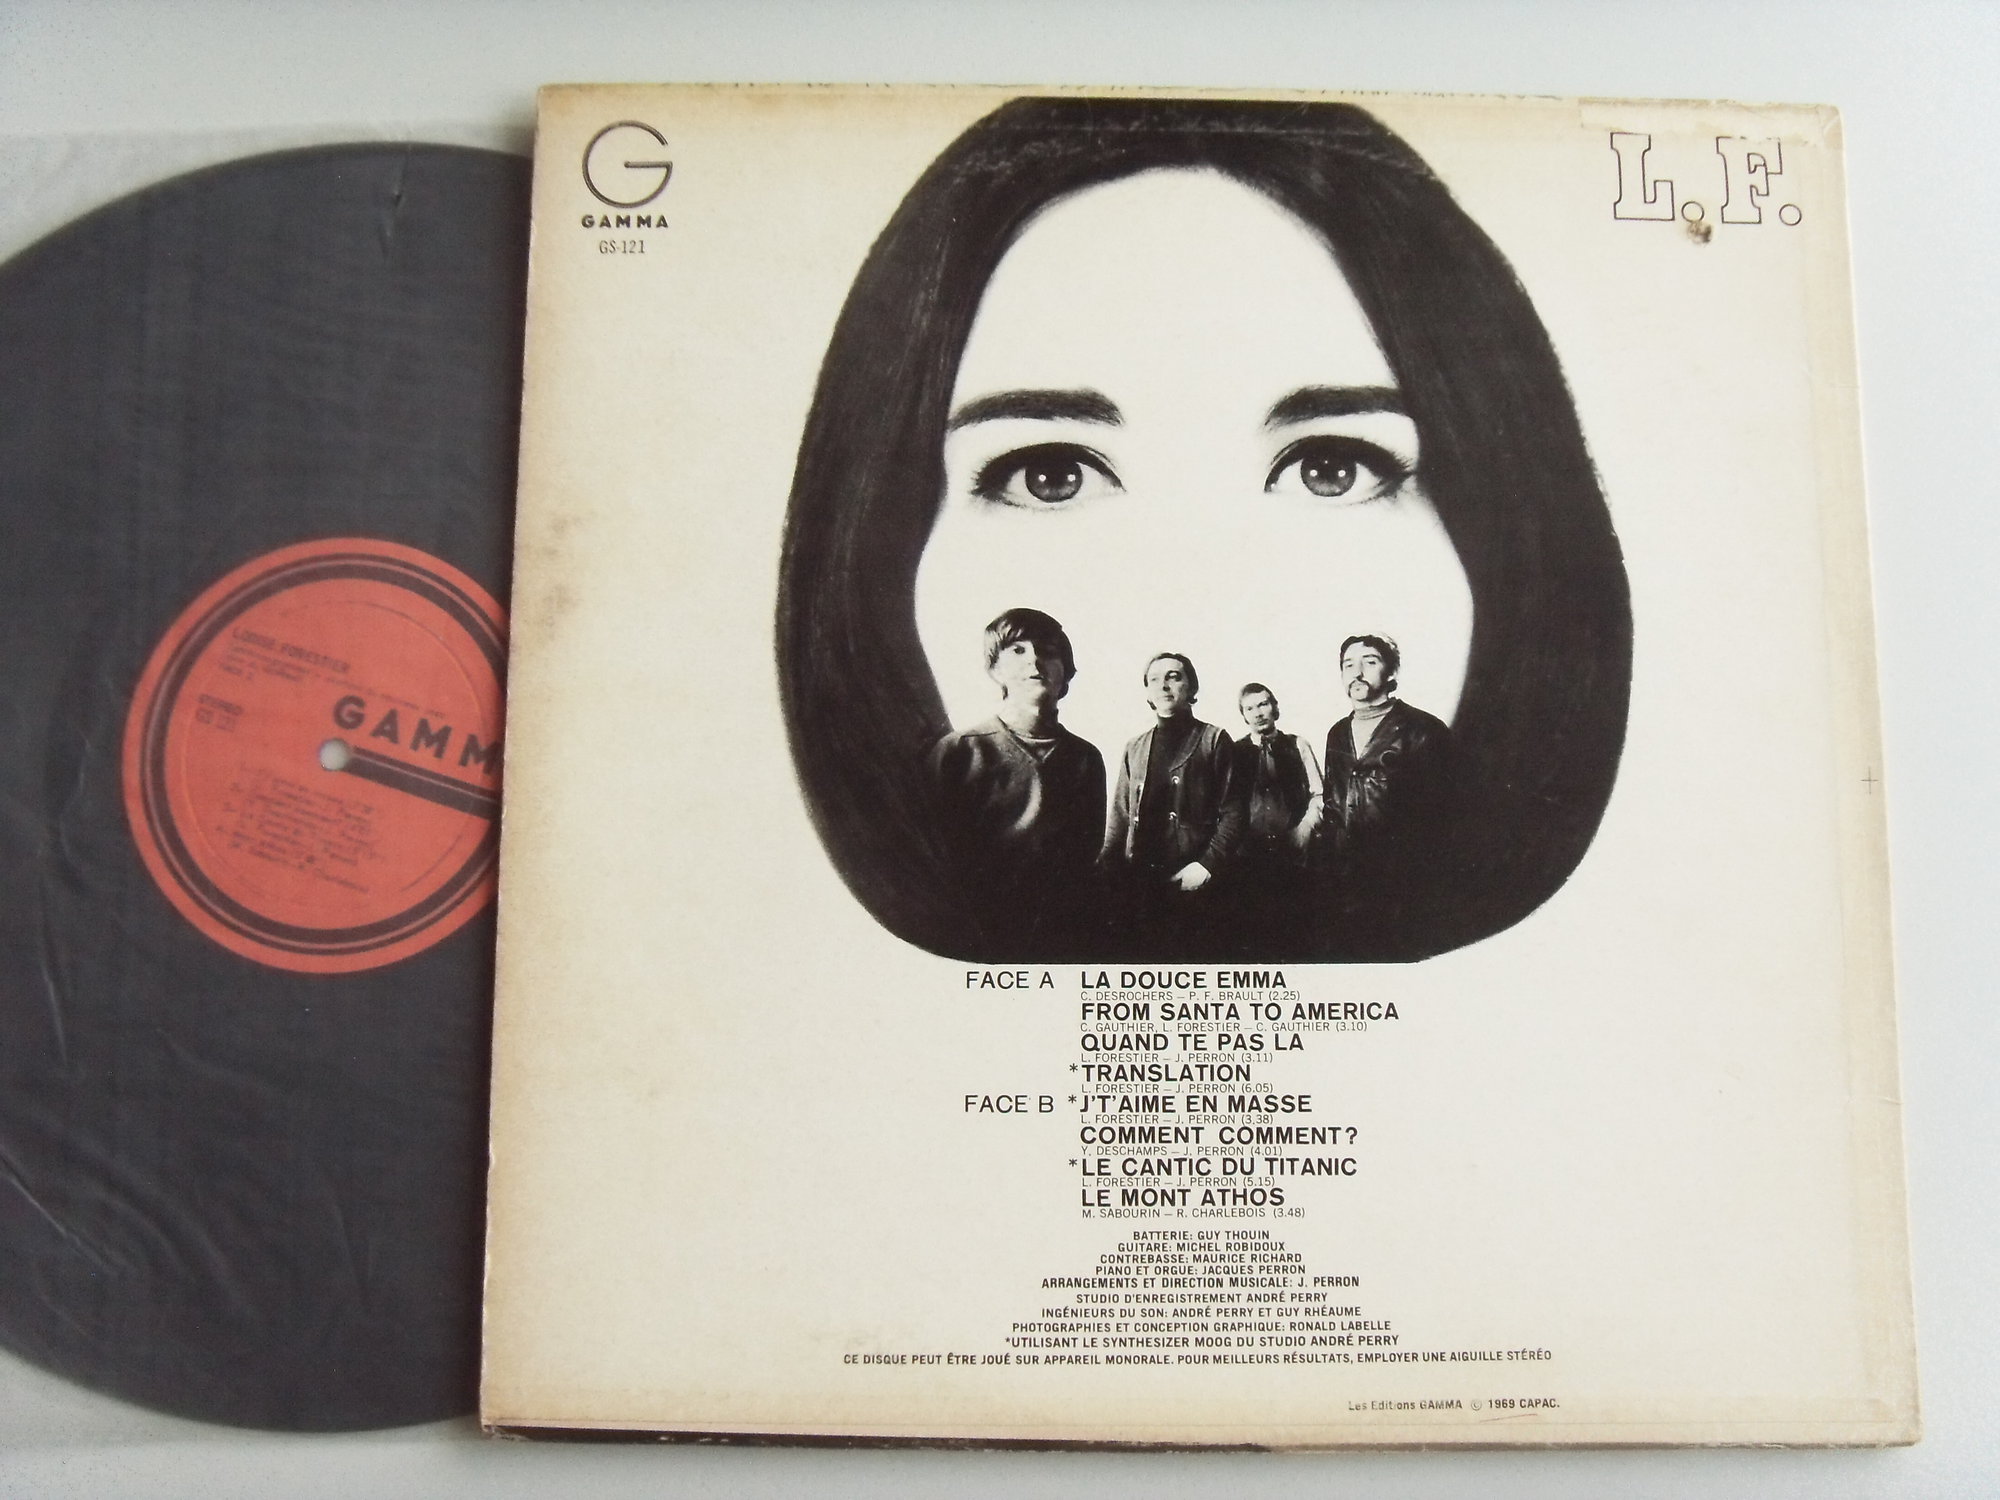 G
GAMMA
GS-121
L.F.
LOUISE FORESTIER
STEREO
GS 121
GAMM
FACE A LA DOUCE EMMA
C. DESROCHERS – P. F. BRAULT (2.25)
FROM SANTA TO AMERICA
C. GAUTHIER, L. FORESTIER – C. GAUTHIER (3.10)
QUAND TE PAS LA
L. FORESTIER – J. PERRON (3.11)
*TRANSLATION
L. FORESTIER – J. PERRON (6.05)
FACE B *J'T'AIME EN MASSE
L. FORESTIER – J. PERRON (3.38)
COMMENT COMMENT?
Y. DESCHAMPS – J. PERRON (4.01)
*LE CANTIC DU TITANIC
L. FORESTIER – J. PERRON (5.15)
LE MONT ATHOS
M. SABOURIN – R. CHARLEBOIS (3.48)
BATTERIE: GUY THOUIN
GUITARE: MICHEL ROBIDOUX
CONTREBASSE: MAURICE RICHARD
PIANO ET ORGUE: JACQUES PERRON
ARRANGEMENTS ET DIRECTION MUSICALE: J. PERRON
STUDIO D'ENREGISTREMENT ANDRÉ PERRY
INGÉNIEURS DU SON: ANDRÉ PERRY ET GUY RHÉAUME
PHOTOGRAPHIES ET CONCEPTION GRAPHIQUE: RONALD LABELLE
*UTILISANT LE SYNTHESIZER MOOG DU STUDIO ANDRÉ PERRY
CE DISQUE PEUT ÊTRE JOUÉ SUR APPAREIL MONORALE. POUR MEILLEURS RÉSULTATS, EMPLOYER UNE AIGUILLE STÉRÉO
Les Editions GAMMA © 1969 CAPAC.